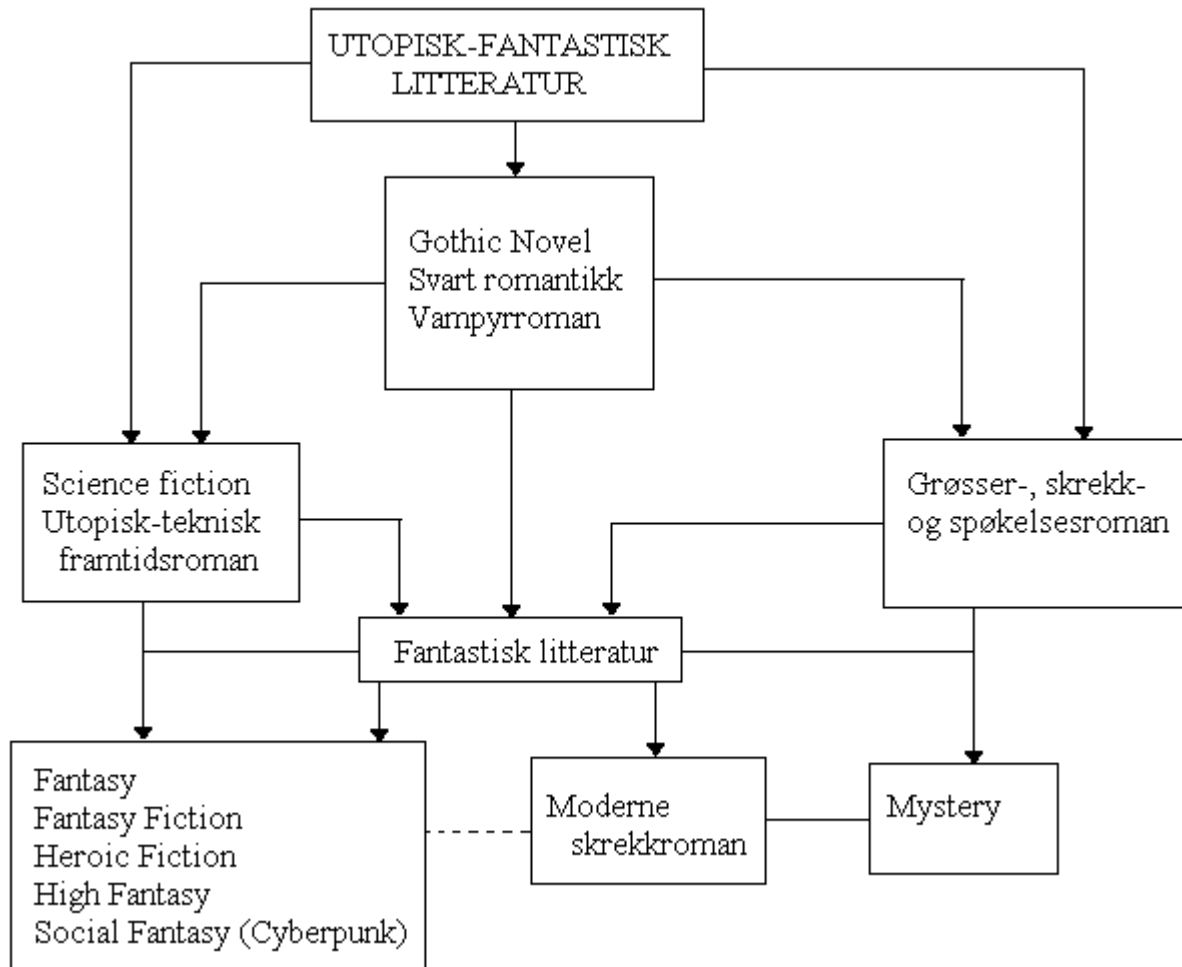 UTOPISK-FANTASTISK
LITTERATUR
Gothic Novel
Svart romantikk
Vampyrroman
Science fiction
Utopisk-teknisk
framtidsroman
Grøsser-, skrekk-
og spøkelsesroman
Fantastisk litteratur
Fantasy
Fantasy Fiction
Heroic Fiction
High Fantasy
Social Fantasy (Cyberpunk)
Moderne
skrekkroman
Mystery